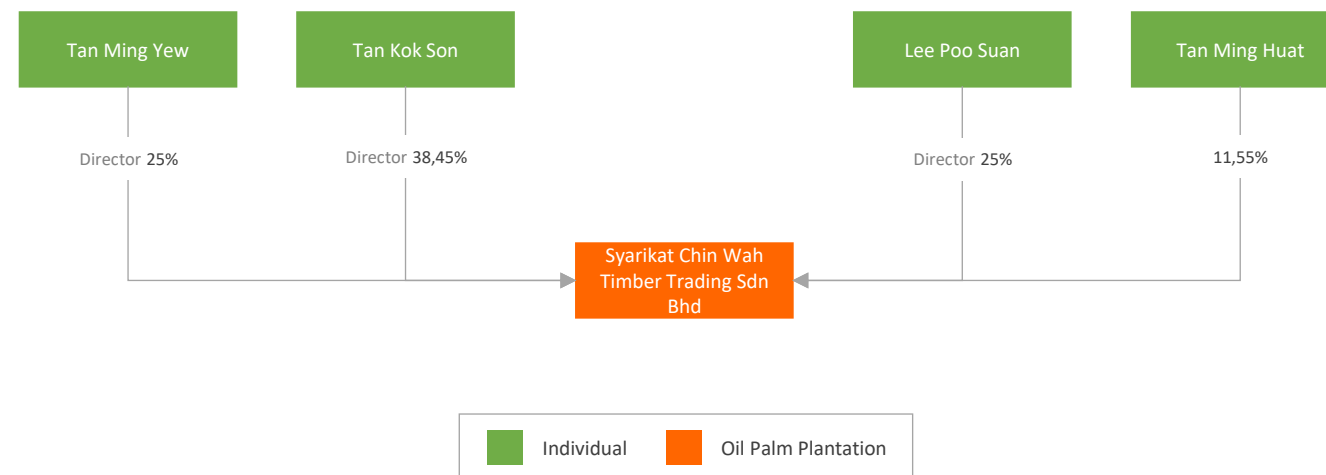 Tan Ming Yew
Tan Kok Son
Lee Poo Suan
Tan Ming Huat
Director 25%
Director 38,45%
Director 25%
11,55%
Syarikat Chin Wah
Timber Trading Sdn
Bhd
Individual
Oil Palm Plantation